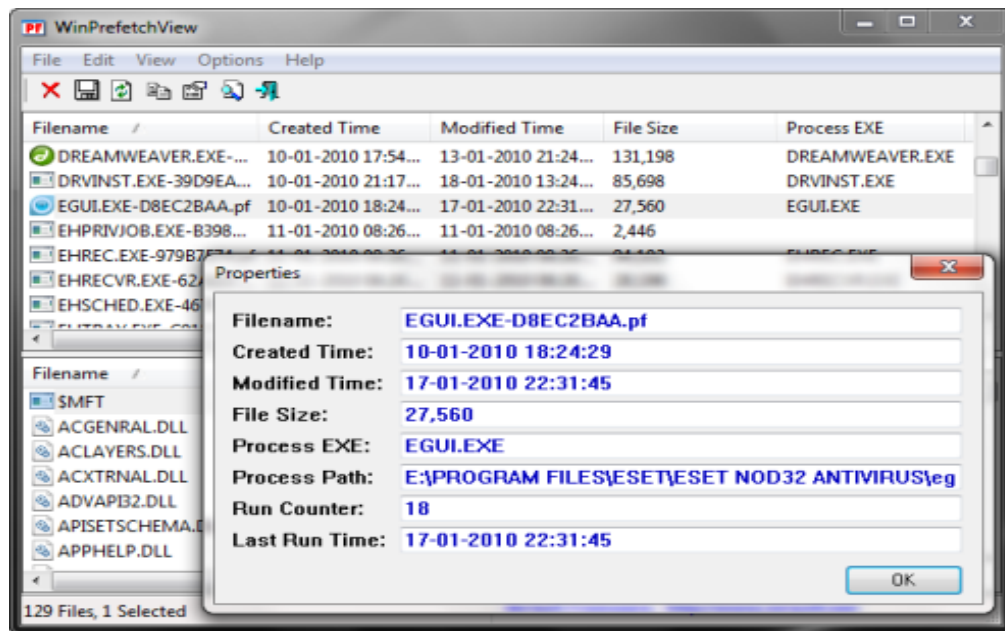 WinPrefetchView
File Edit View Options Help
Filename / Created Time Modified Time File Size Process EXE
DREAMWEAVER.EXE-... 10-01-2010 17:54... 13-01-2010 21:24... 131,198 DREAMWEAVER.EXE
DRVINST.EXE-39D9EA... 10-01-2010 21:17... 18-01-2010 13:24... 85,698 DRVINST.EXE
EGUI.EXE-D8EC2BAA.pf 10-01-2010 18:24... 17-01-2010 22:31... 27,560 EGUI.EXE
EHPRIVJOB.EXE-B398... 11-01-2010 08:26... 11-01-2010 08:26... 2,446
EHREC.EXE-979B7
EHRECVR.EXE-62
EHSCHED.EXE-46
Properties
Filename: EGUI.EXE-D8EC2BAA.pf
Created Time: 10-01-2010 18:24:29
Modified Time: 17-01-2010 22:31:45
File Size: 27,560
Process EXE: EGUI.EXE
Process Path: E:\PROGRAM FILES\ESET\ESET NOD32 ANTIVIRUS\eg
Run Counter: 18
Last Run Time: 17-01-2010 22:31:45
OK
Filename /
$MFT
ACGENRAL.DLL
ACLAYERS.DLL
ACXTRNAL.DLL
ADVAPI32.DLL
APISETSCHEMA.D
APPHELP.DLL
129 Files, 1 Selected